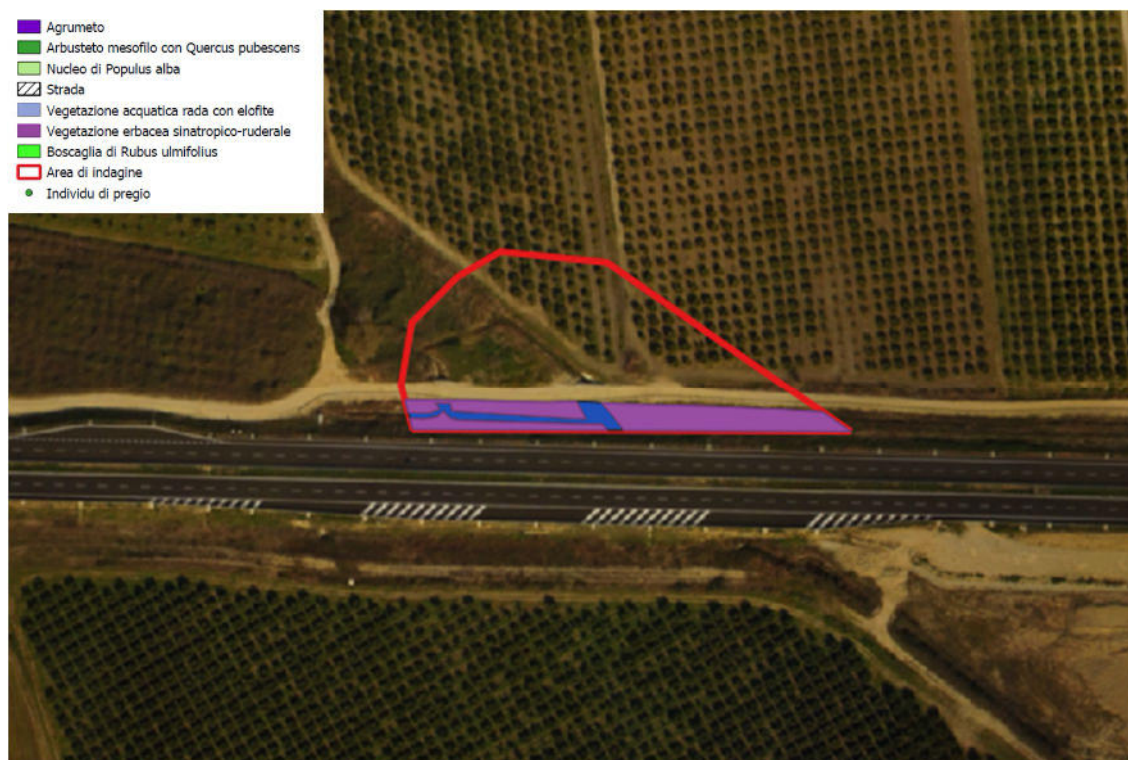 Agrumeto
Arbusteto mesofilo con Quercus pubescens
Nucleo di Populus alba
Strada
Vegetazione acquatica rada con elofite
Vegetazione erbacea sinatropico-ruderale
Boscaglia di Rubus ulmifolius
Area di indagine
Individu di pregio